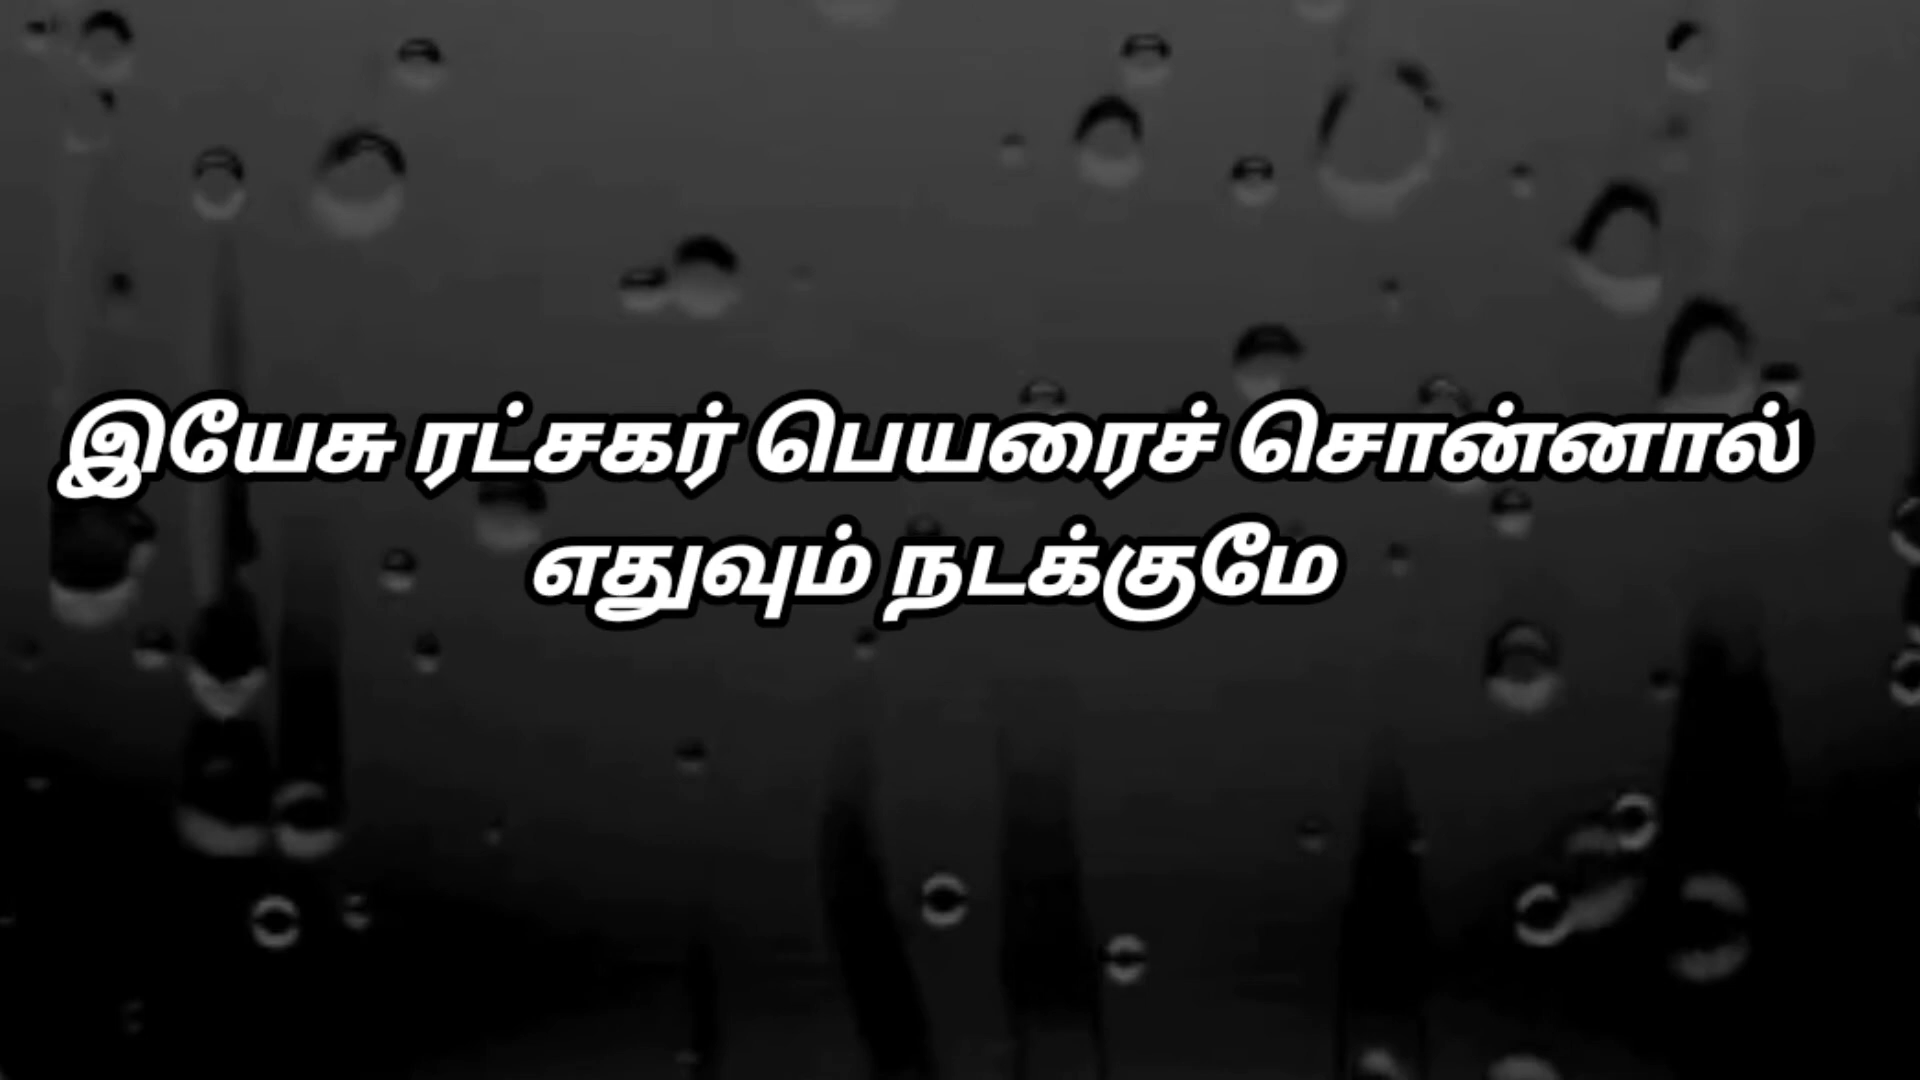 இயேசு ரட்சகர் பெயரைச் சொன்னால்
எதுவும் நடக்குமே